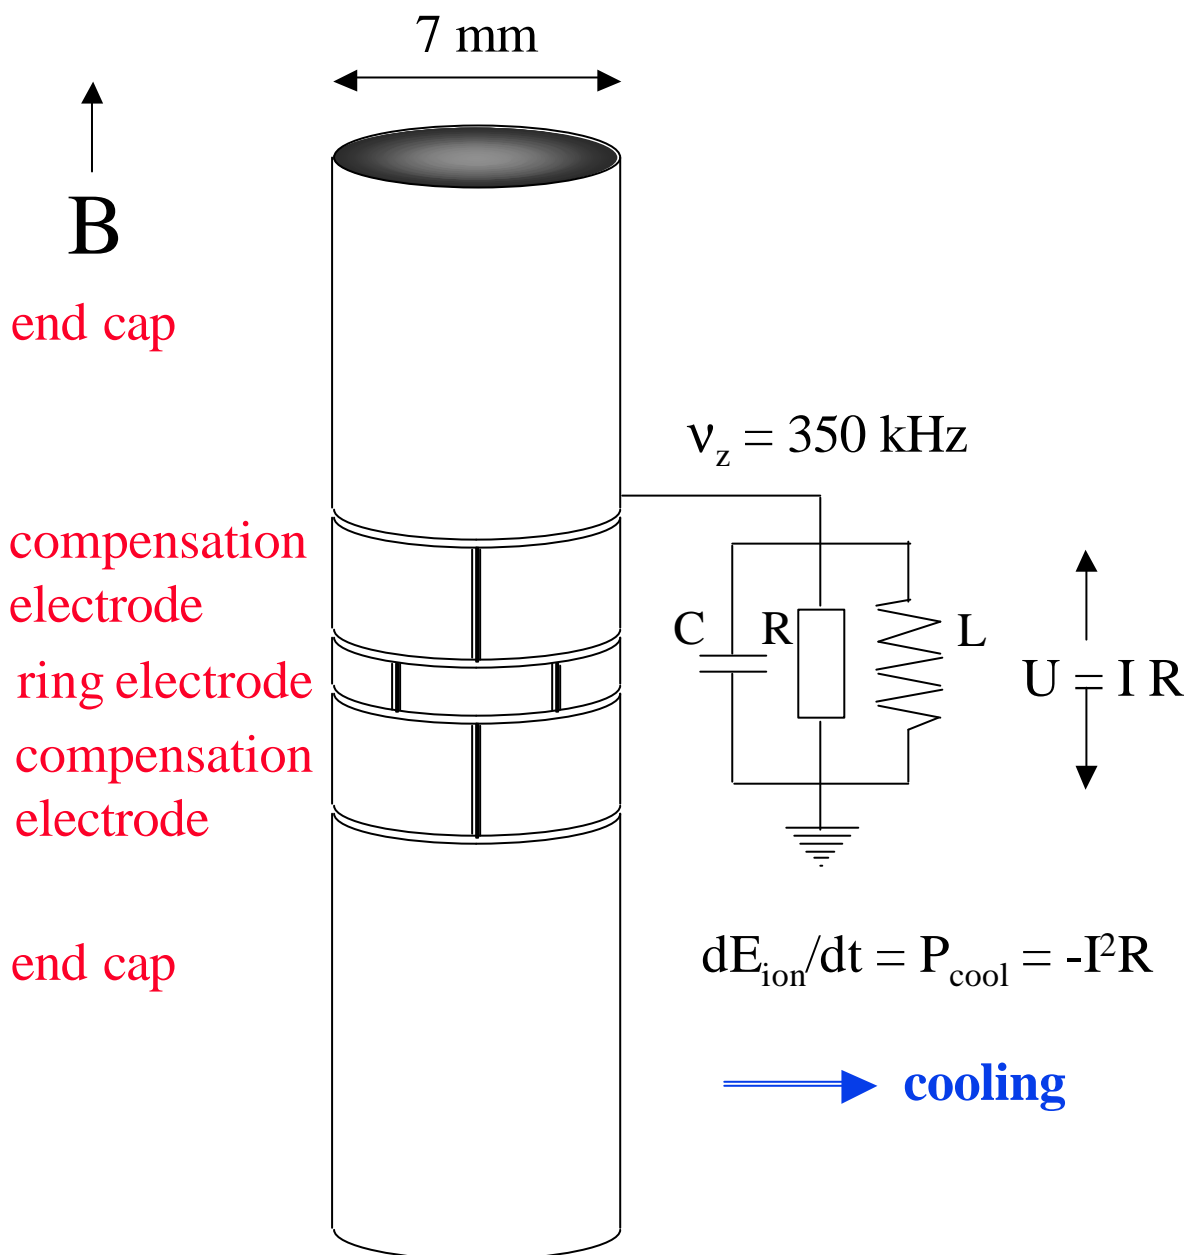 7 mm
B
end cap
ν_z = 350 kHz
compensation
electrode
C R L
ring electrode
U = I R
compensation
electrode
end cap
dE_ion/dt = P_cool = -I²R
cooling